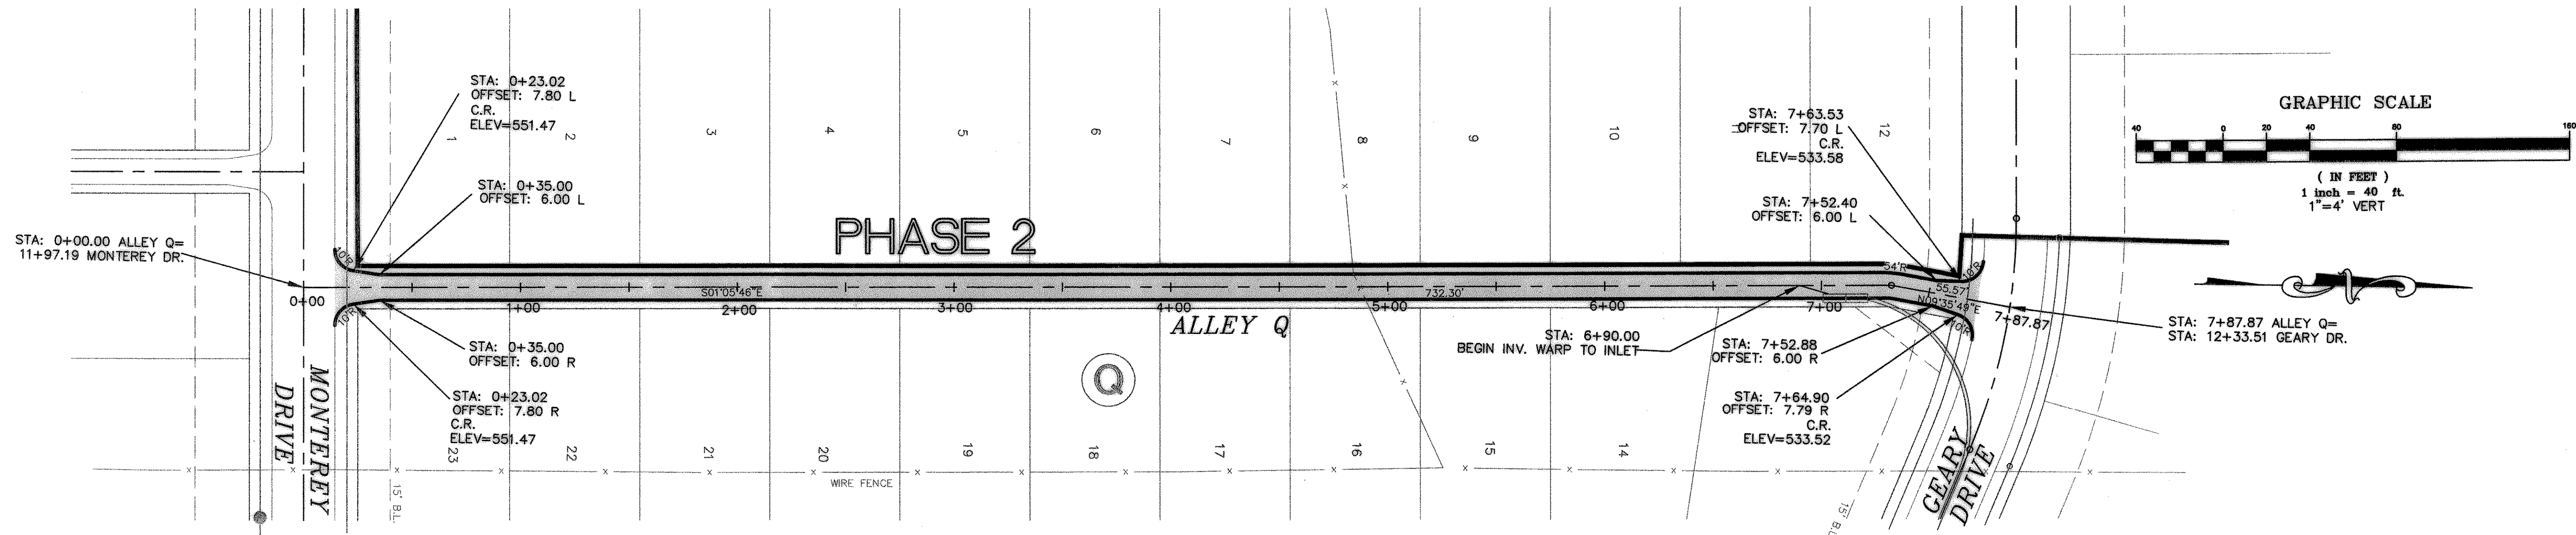 STA: 0+00.00 ALLEY Q=
11+97.19 MONTEREY DR.
STA: 0+23.02
OFFSET: 7.80 L
C.R.
ELEV=551.47
STA: 0+35.00
OFFSET: 6.00 L
10'R
10'R
0+00
STA: 0+35.00
OFFSET: 6.00 R
STA: 0+23.02
OFFSET: 7.80 R
C.R.
ELEV=551.47
MONTEREY
DRIVE
15' B.L.
1
2
3
4
5
6
7
8
9
10
12
PHASE 2
S01°05'46"E
732.30'
1+00
2+00
3+00
4+00
5+00
6+00
7+00
ALLEY Q
Q
23
22
21
20
19
18
17
16
15
14
WIRE FENCE
STA: 7+63.53
OFFSET: 7.70 L
C.R.
ELEV=533.58
STA: 7+52.40
OFFSET: 6.00 L
54'R
10'R
55.57'
N09°35'49"E
10'R
7+87.87
STA: 6+90.00
BEGIN INV. WARP TO INLET
STA: 7+52.88
OFFSET: 6.00 R
STA: 7+64.90
OFFSET: 7.79 R
C.R.
ELEV=533.52
STA: 7+87.87 ALLEY Q=
STA: 12+33.51 GEARY DR.
GEARY
DRIVE
15' B.L.
GRAPHIC SCALE
40 0 20 40 80 160
( IN FEET )
1 inch = 40 ft.
1"=4' VERT